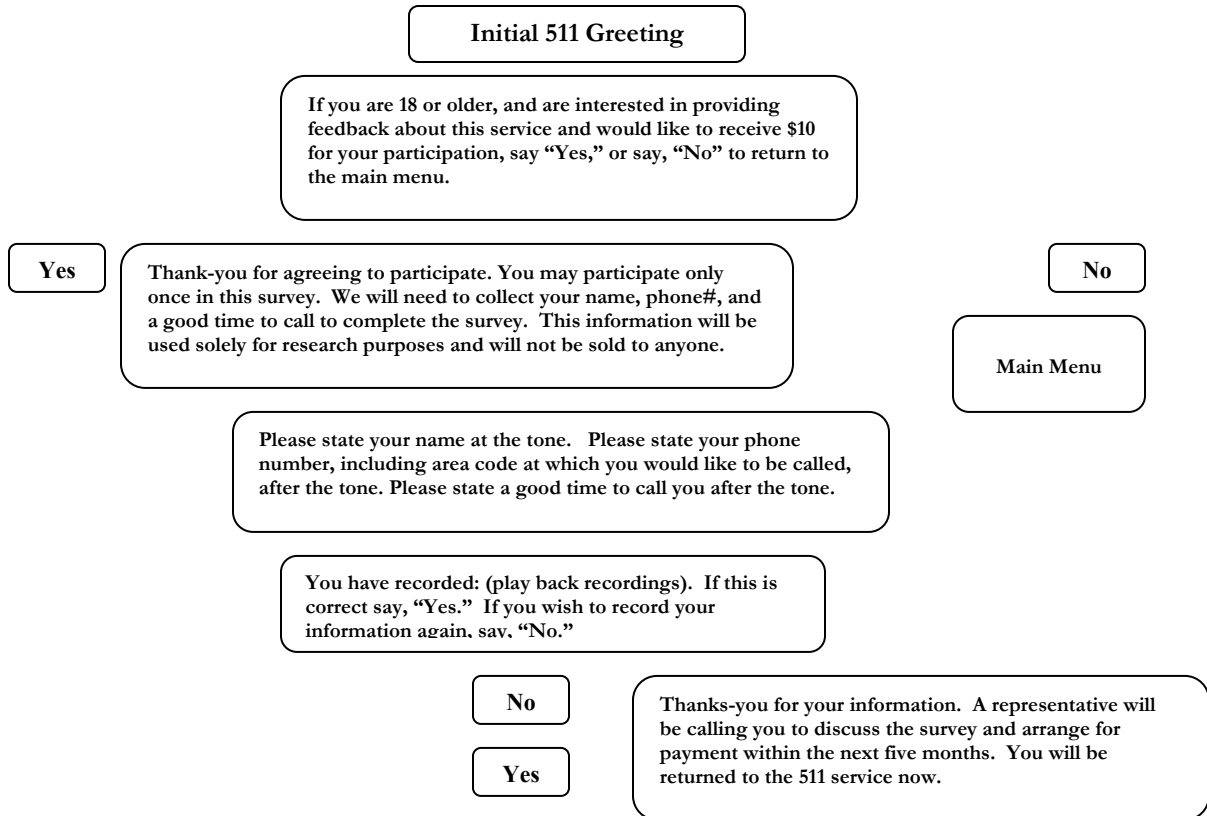 Initial 511 Greeting
If you are 18 or older, and are interested in providing
feedback about this service and would like to receive $10
for your participation, say “Yes,” or say, “No” to return to
the main menu.
Yes
Thank-you for agreeing to participate. You may participate only
once in this survey.  We will need to collect your name, phone#, and
a good time to call to complete the survey.  This information will be
used solely for research purposes and will not be sold to anyone.
No
Main Menu
Please state your name at the tone.   Please state your phone
number, including area code at which you would like to be called,
after the tone. Please state a good time to call you after the tone.
You have recorded: (play back recordings).  If this is
correct say, “Yes.”  If you wish to record your
information again, say, “No.”
No
Yes
Thanks-you for your information.  A representative will
be calling you to discuss the survey and arrange for
payment within the next five months.  You will be
returned to the 511 service now.